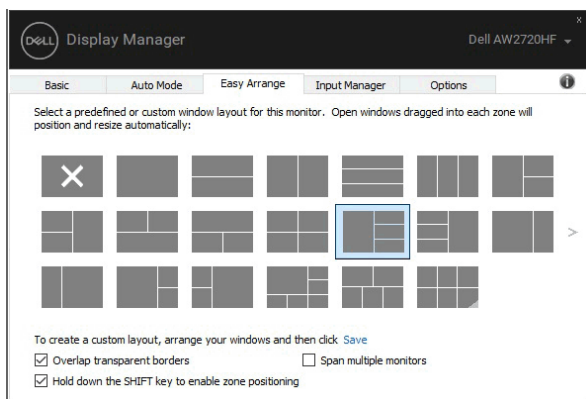 DELL Display Manager
Dell AW2720HF
Basic Auto Mode Easy Arrange Input Manager Options
Select a predefined or custom window layout for this monitor. Open windows dragged into each zone will
position and resize automatically:
To create a custom layout, arrange your windows and then click Save
Overlap transparent borders
Span multiple monitors
Hold down the SHIFT key to enable zone positioning